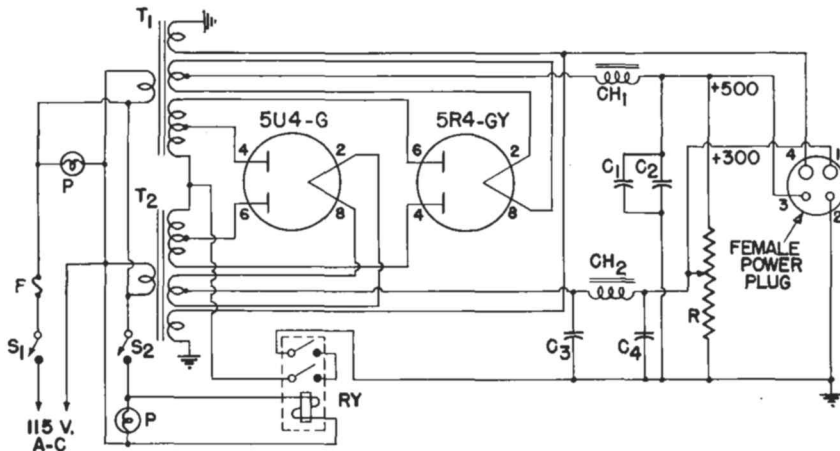 T1
5U4-G
5R4-GY
4
2
6
8
6
2
4
8
CH1
+500
+300
4
1
3
2
C1
C2
P
T2
FEMALE
POWER
PLUG
CH2
F
R
S1
S2
C3
C4
RY
P
115 V.
A-C